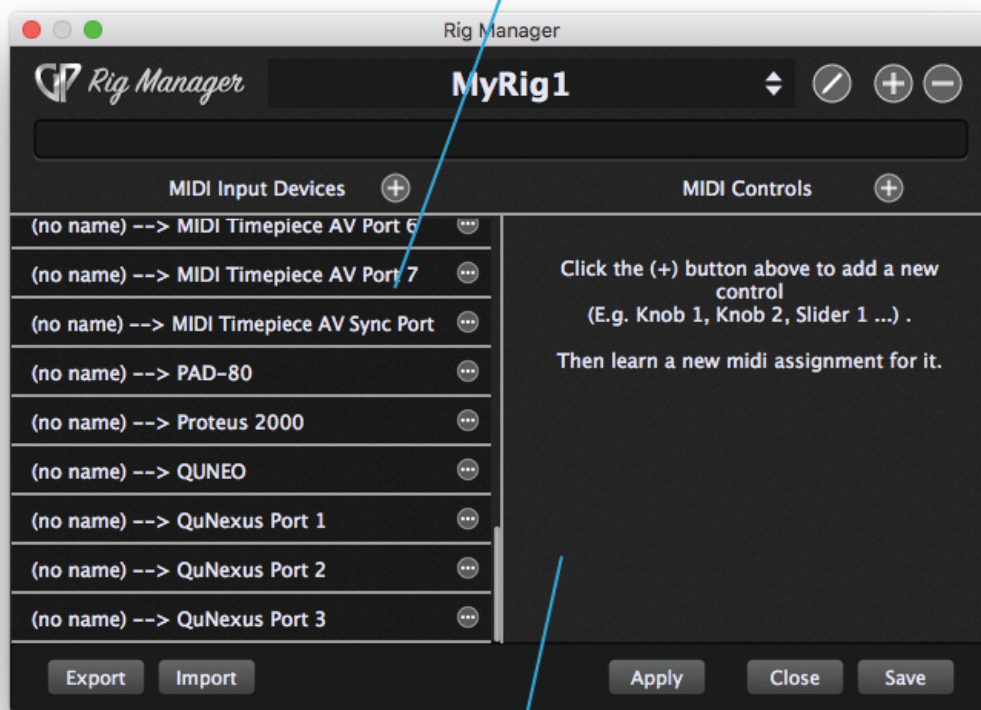 Rig Manager
GP Rig Manager
MyRig1
MIDI Input Devices
MIDI Controls
(no name) --> MIDI Timepiece AV Port 6
(no name) --> MIDI Timepiece AV Port 7
(no name) --> MIDI Timepiece AV Sync Port
(no name) --> PAD-80
(no name) --> Proteus 2000
(no name) --> QUNEO
(no name) --> QuNexus Port 1
(no name) --> QuNexus Port 2
(no name) --> QuNexus Port 3
Click the (+) button above to add a new
control
(E.g. Knob 1, Knob 2, Slider 1 ...) .
Then learn a new midi assignment for it.
Export
Import
Apply
Close
Save